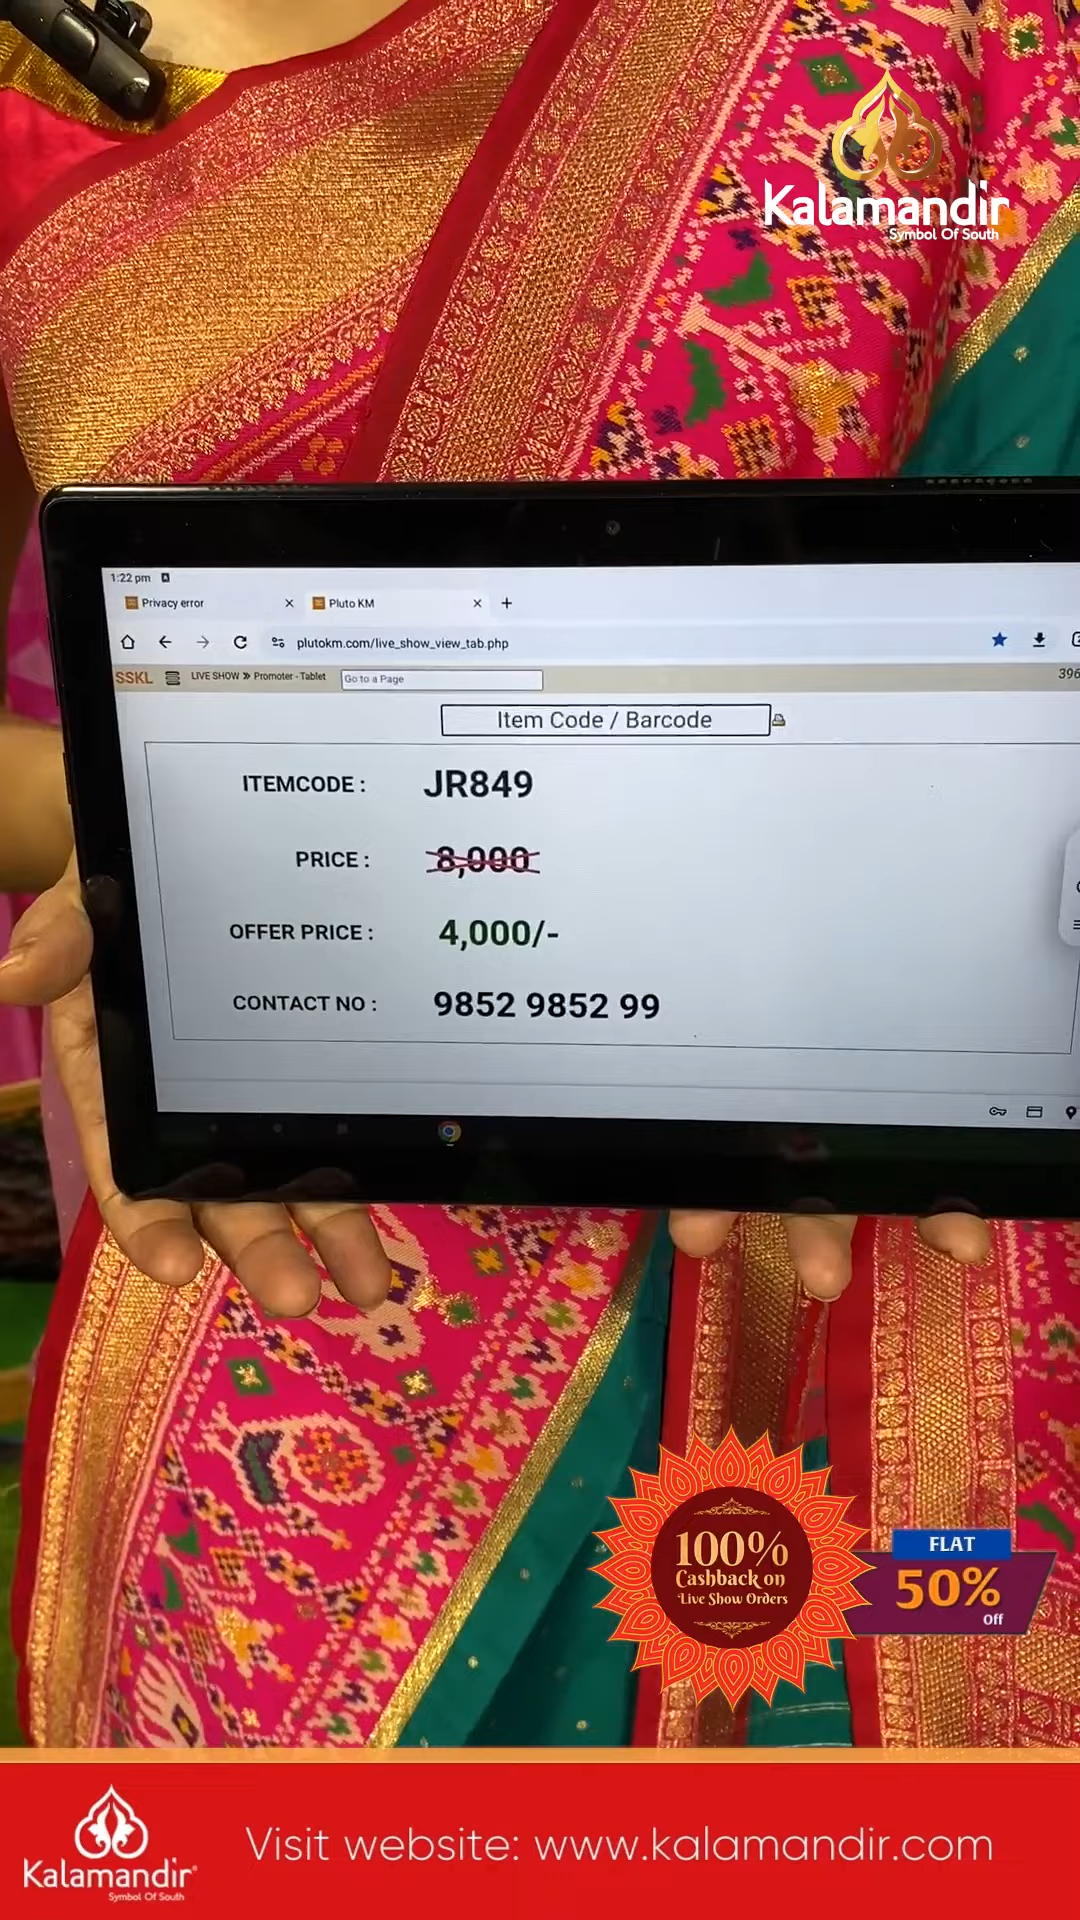 Kalamandir
Symbol Of South
1:22 pm
Privacy error
Pluto KM
plutokm.com/live_show_view_tab.php
SSKL
LIVE SHOW » Promoter - Tablet
Go to a Page
396
Item Code / Barcode
ITEMCODE : JR849
PRICE : 8,000
OFFER PRICE : 4,000/-
CONTACT NO : 9852 9852 99
100%
Cashback on
Live Show Orders
FLAT
50%
Off
Kalamandir
Symbol Of South
Visit website: www.kalamandir.com